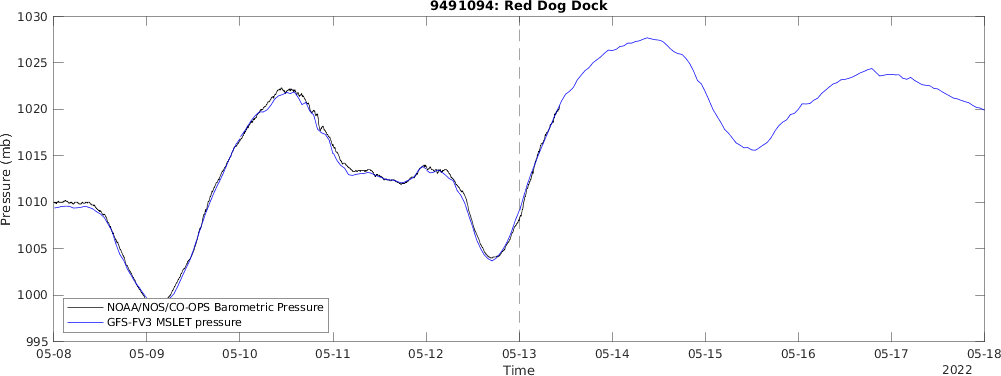 9491094: Red Dog Dock
1030
1025
1020
1015
1010
1005
1000
995
Pressure (mb)
NOAA/NOS/CO-OPS Barometric Pressure
GFS-FV3 MSLET pressure
05-08 05-09 05-10 05-11 05-12 05-13 05-14 05-15 05-16 05-17 05-18
Time
2022